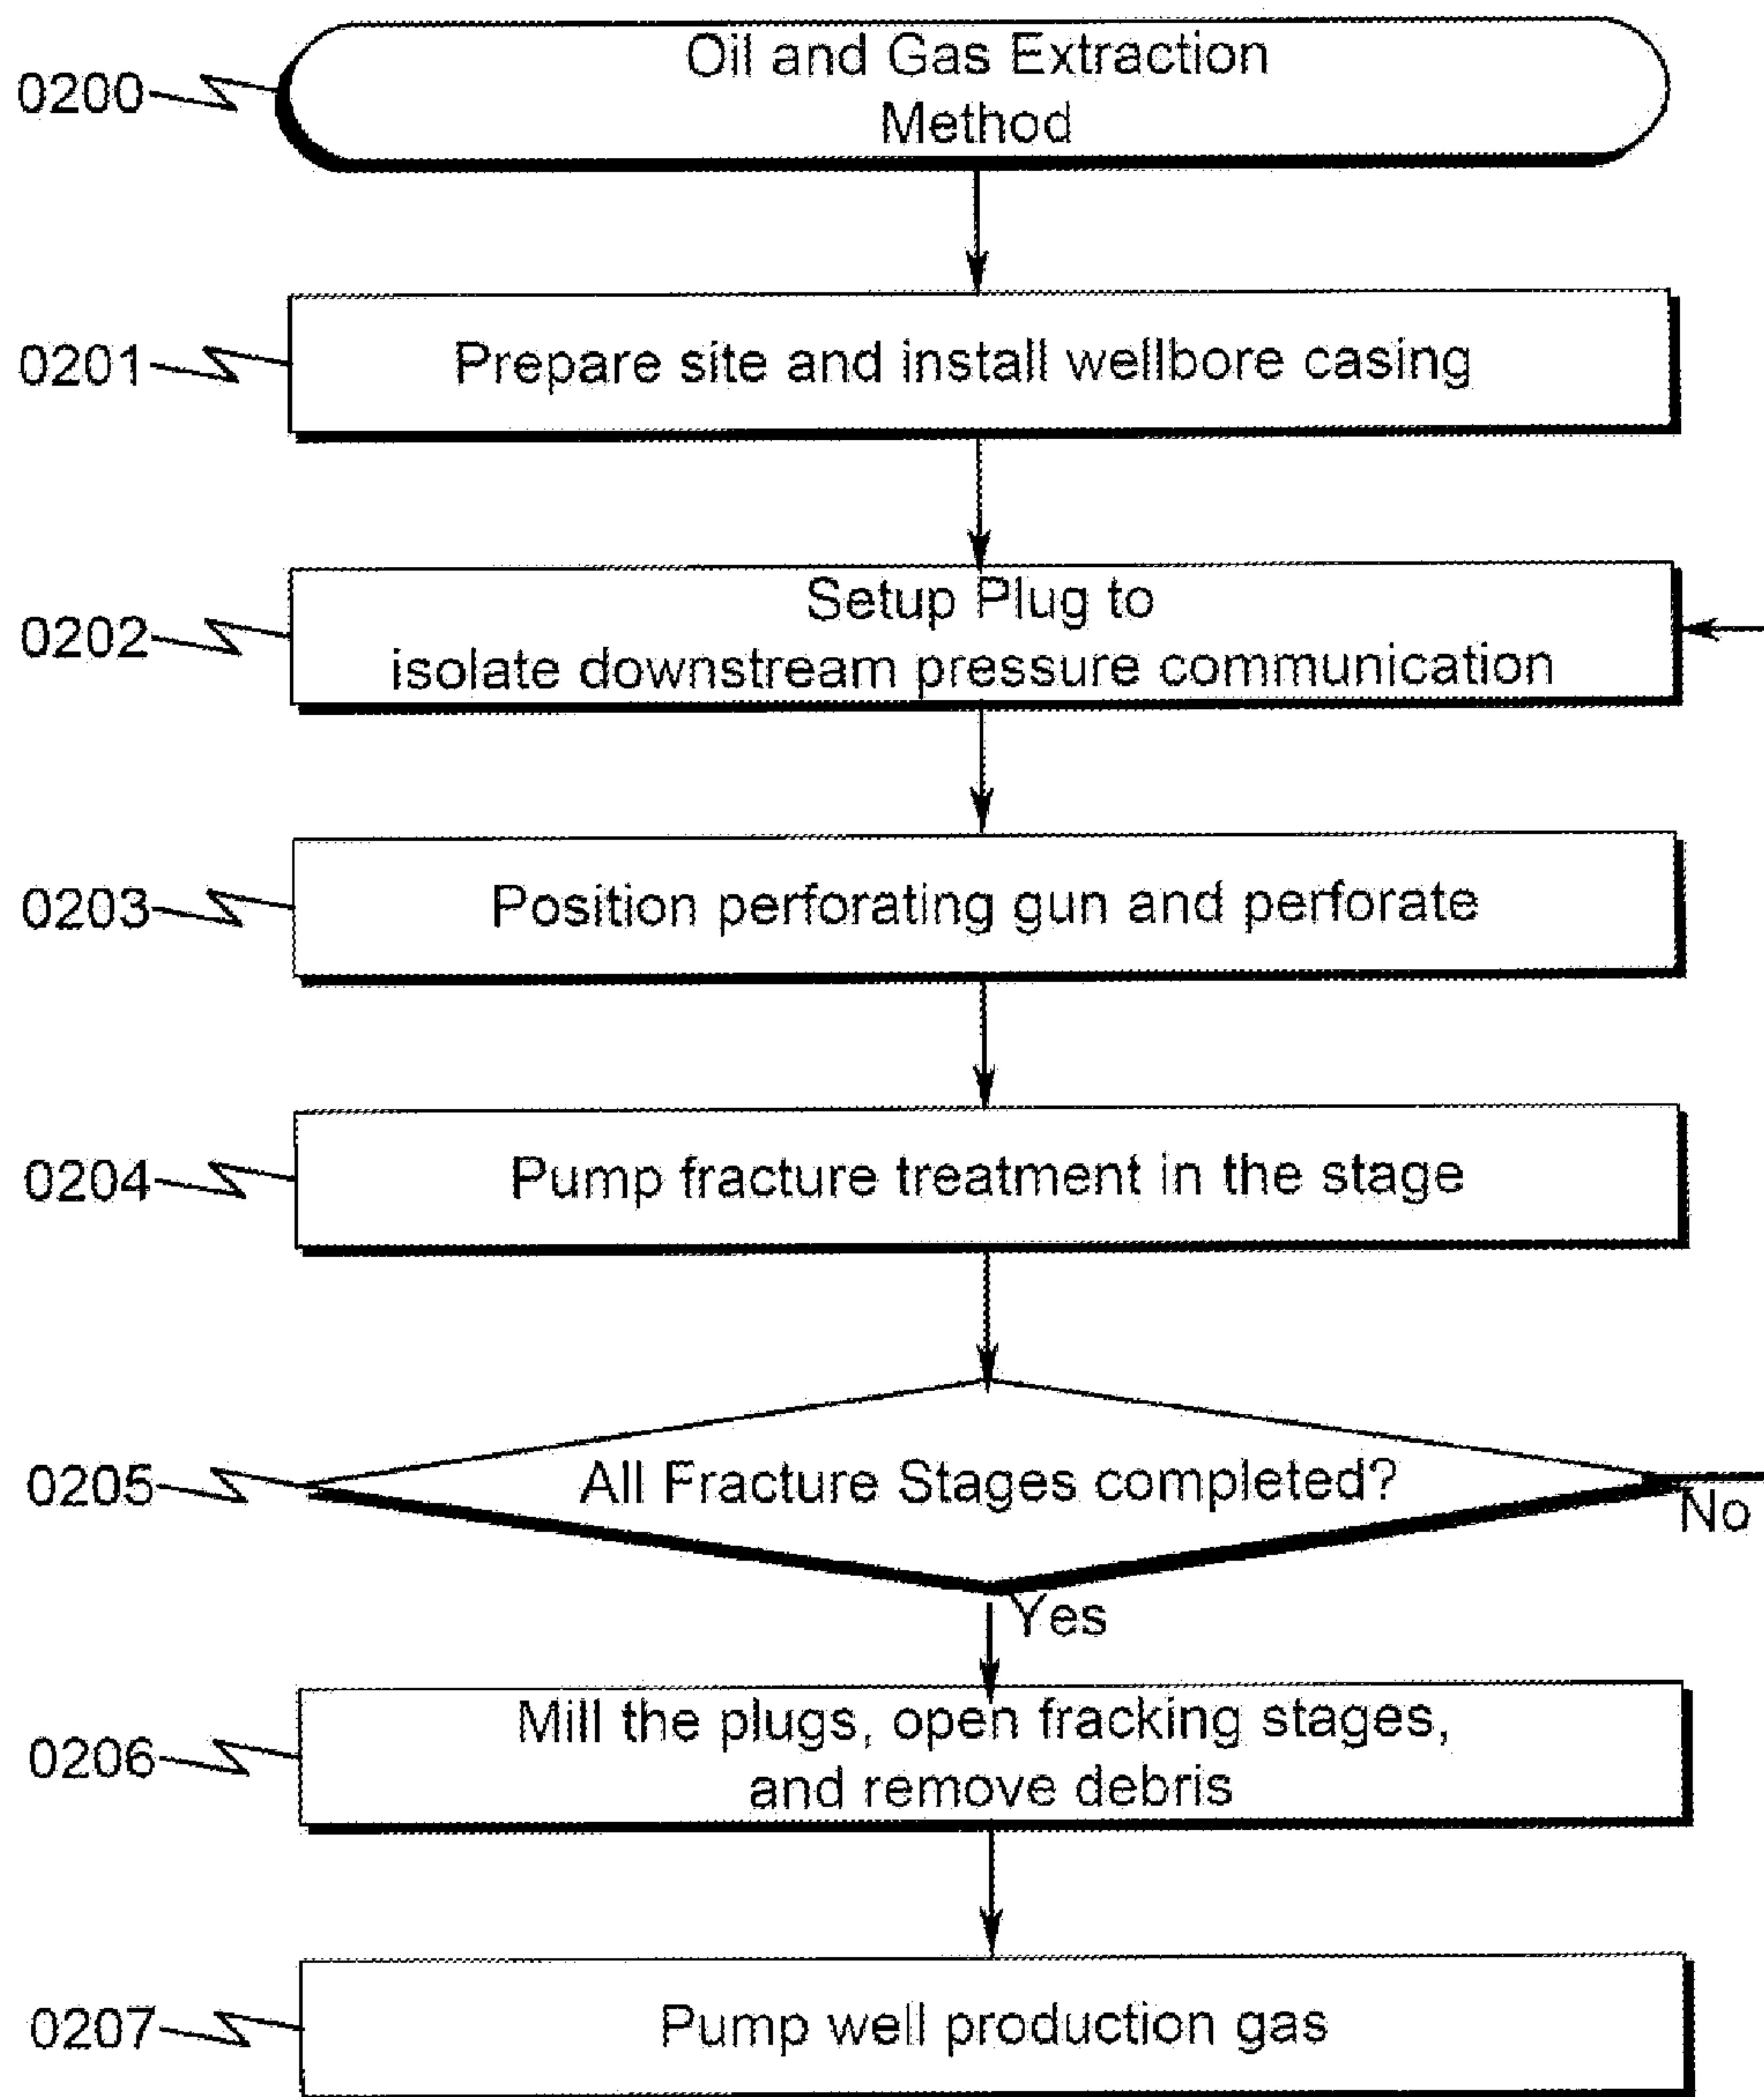 Oil and Gas Extraction
Method
0200
0201
Prepare site and install wellbore casing
0202
Setup Plug to
isolate downstream pressure communication
0203
Position perforating gun and perforate
0204
Pump fracture treatment in the stage
0205
All Fracture Stages completed?
No
Yes
0206
Mill the plugs, open fracking stages,
and remove debris
0207
Pump well production gas